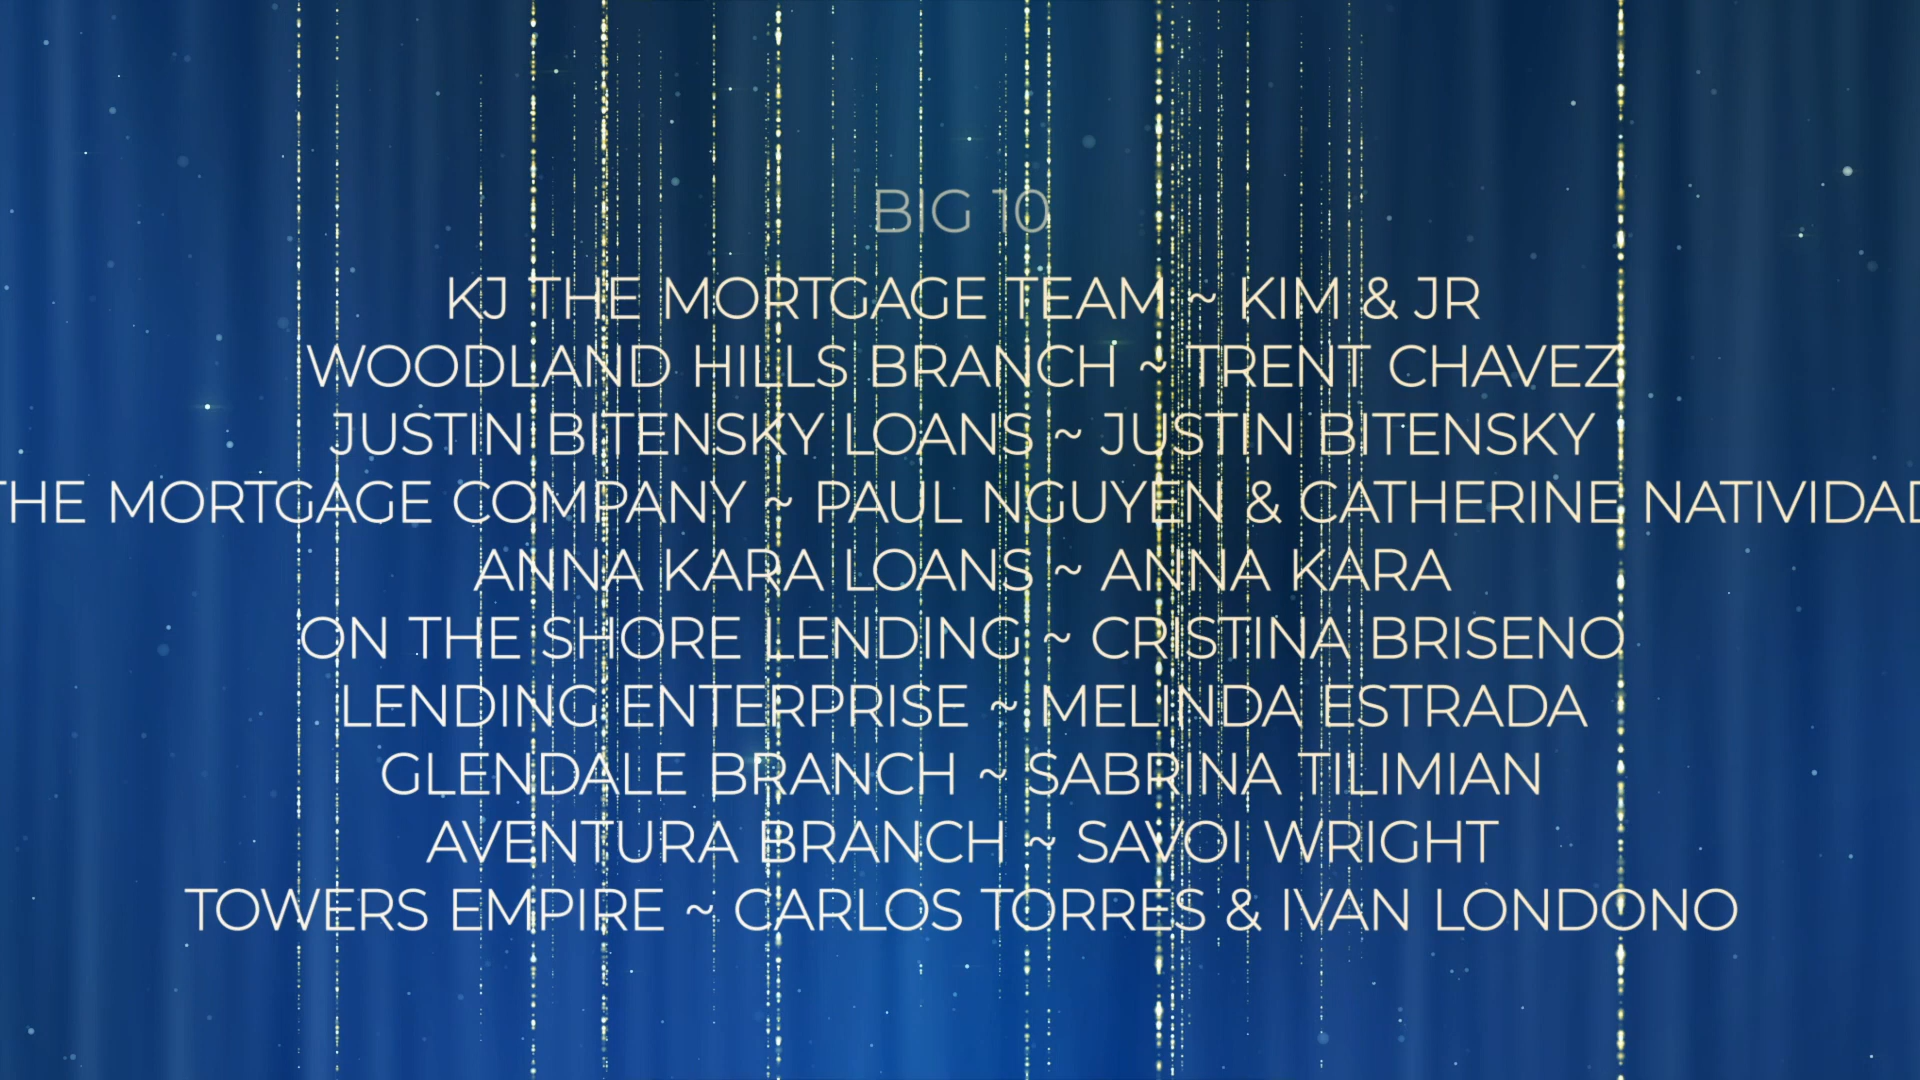 BIG 10
KJ THE MORTGAGE TEAM ~ KIM & JR
WOODLAND HILLS BRANCH ~ TRENT CHAVEZ
JUSTIN BITENSKY LOANS ~ JUSTIN BITENSKY
THE MORTGAGE COMPANY ~ PAUL NGUYEN & CATHERINE NATIVIDAD
ANNA KARA LOANS ~ ANNA KARA
ON THE SHORE LENDING ~ CRISTINA BRISENO
LENDING ENTERPRISE ~ MELINDA ESTRADA
GLENDALE BRANCH ~ SABRINA TILIMIAN
AVENTURA BRANCH ~ SAVOI WRIGHT
TOWERS EMPIRE ~ CARLOS TORRES & IVAN LONDONO